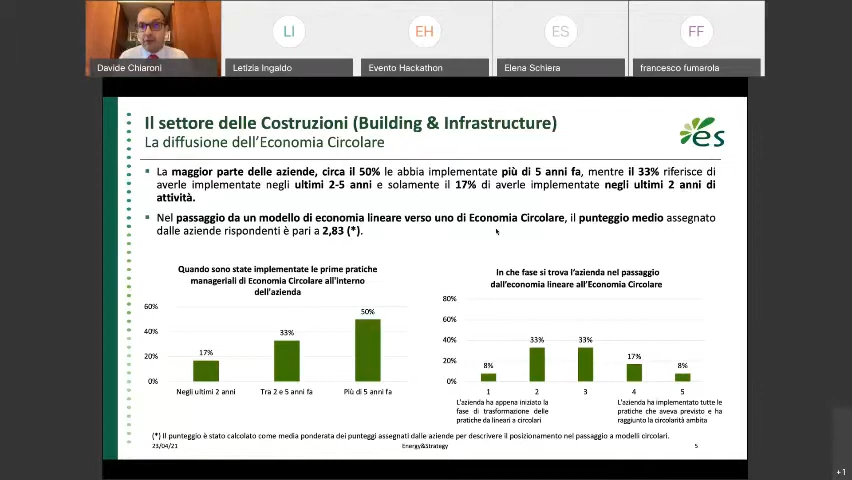 LI
EH
ES
FF
Davide Chiaroni
Letizia Ingaldo
Evento Hackathon
Elena Schiera
francesco fumarola
Il settore delle Costruzioni (Building & Infrastructure)
La diffusione dell'Economia Circolare
es
▪ La maggior parte delle aziende, circa il 50% le abbia implementate più di 5 anni fa, mentre il 33% riferisce di
averle implementate negli ultimi 2-5 anni e solamente il 17% di averle implementate negli ultimi 2 anni di
attività.
▪ Nel passaggio da un modello di economia lineare verso uno di Economia Circolare, il punteggio medio assegnato
dalle aziende rispondenti è pari a 2,83 (*).
Quando sono state implementate le prime pratiche
manageriali di Economia Circolare all'interno
dell'azienda
60%
40%
20%
0%
17%
33%
50%
Negli ultimi 2 anni
Tra 2 e 5 anni fa
Più di 5 anni fa
In che fase si trova l'azienda nel passaggio
dall'economia lineare all'Economia Circolare
80%
60%
40%
20%
0%
8%
33%
33%
17%
8%
1
2
3
4
5
L'azienda ha appena iniziato la
fase di trasformazione delle
pratiche da lineari a circolari
L'azienda ha implementato tutte le
pratiche che aveva previsto e ha
raggiunto la circolarità ambita
(*) Il punteggio è stato calcolato come media ponderata dei punteggi assegnati dalle aziende per descrivere il posizionamento nel passaggio a modelli circolari.
23/04/21
Energy&Strategy
5
+1